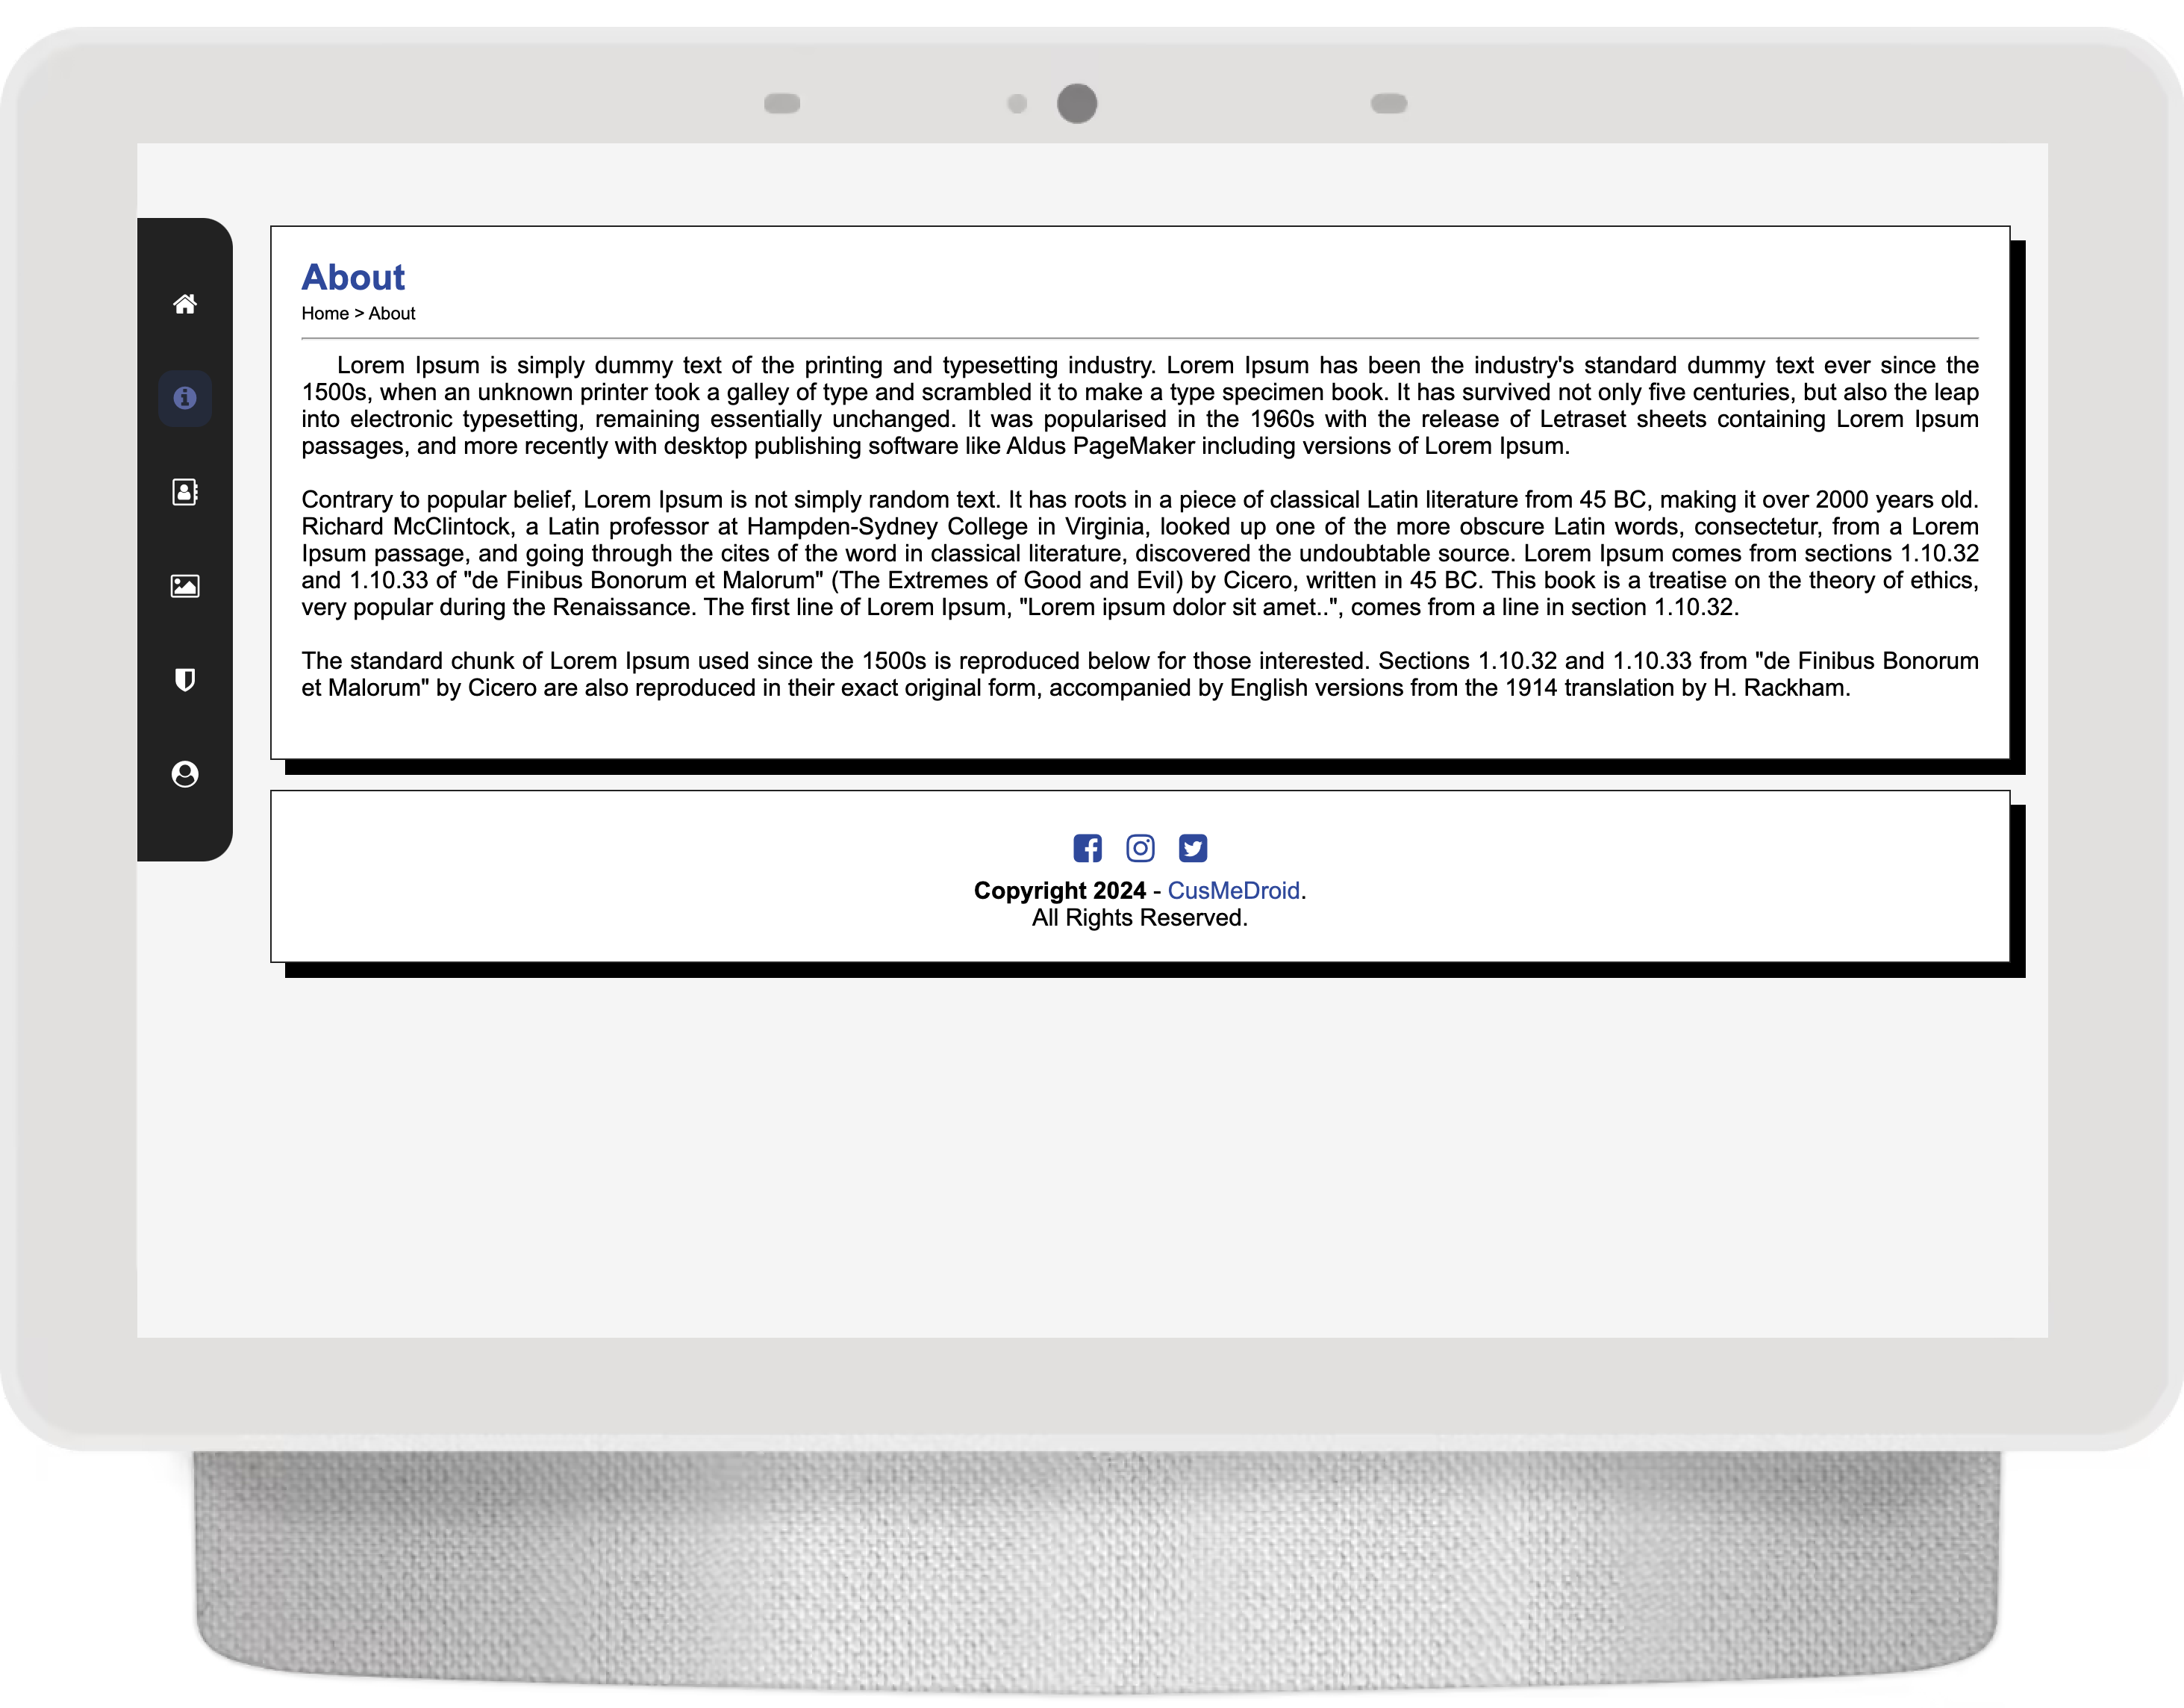 About
Home > About
Lorem Ipsum is simply dummy text of the printing and typesetting industry. Lorem Ipsum has been the industry's standard dummy text ever since the
1500s, when an unknown printer took a galley of type and scrambled it to make a type specimen book. It has survived not only five centuries, but also the leap
into electronic typesetting, remaining essentially unchanged. It was popularised in the 1960s with the release of Letraset sheets containing Lorem Ipsum
passages, and more recently with desktop publishing software like Aldus PageMaker including versions of Lorem Ipsum.
Contrary to popular belief, Lorem Ipsum is not simply random text. It has roots in a piece of classical Latin literature from 45 BC, making it over 2000 years old.
Richard McClintock, a Latin professor at Hampden-Sydney College in Virginia, looked up one of the more obscure Latin words, consectetur, from a Lorem
Ipsum passage, and going through the cites of the word in classical literature, discovered the undoubtable source. Lorem Ipsum comes from sections 1.10.32
and 1.10.33 of "de Finibus Bonorum et Malorum" (The Extremes of Good and Evil) by Cicero, written in 45 BC. This book is a treatise on the theory of ethics,
very popular during the Renaissance. The first line of Lorem Ipsum, "Lorem ipsum dolor sit amet..", comes from a line in section 1.10.32.
The standard chunk of Lorem Ipsum used since the 1500s is reproduced below for those interested. Sections 1.10.32 and 1.10.33 from "de Finibus Bonorum
et Malorum" by Cicero are also reproduced in their exact original form, accompanied by English versions from the 1914 translation by H. Rackham.
Copyright 2024 - CusMeDroid.
All Rights Reserved.